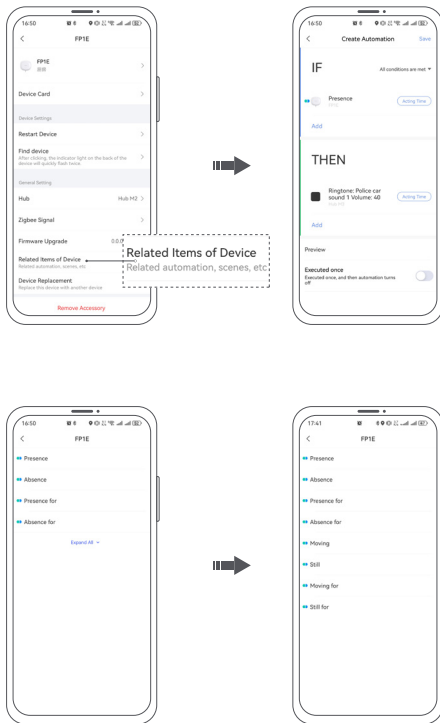 16:50
FP1E
FP1E
Device Card
Device Settings
Restart Device
Find device
After clicking, the indicator light on the back of the
device will quickly flash twice.
General Setting
Hub
Hub M2
Zigbee Signal
Firmware Upgrade
0.0.0
Related Items of Device
Related automation, scenes, etc
Device Replacement
Replace this device with another device
Remove Accessory
Related Items of Device
Related automation, scenes, etc
16:50
Create Automation
Save
IF
All conditions are met
Presence
Acting Time
Add
THEN
Ringtone: Police car
sound 1 Volume: 40
Acting Time
Add
Preview
Executed once
Executed once, and then automation turns
off
16:50
FP1E
Presence
Absence
Presence for
Absence for
Expand All
17:41
FP1E
Presence
Absence
Presence for
Absence for
Moving
Still
Moving for
Still for